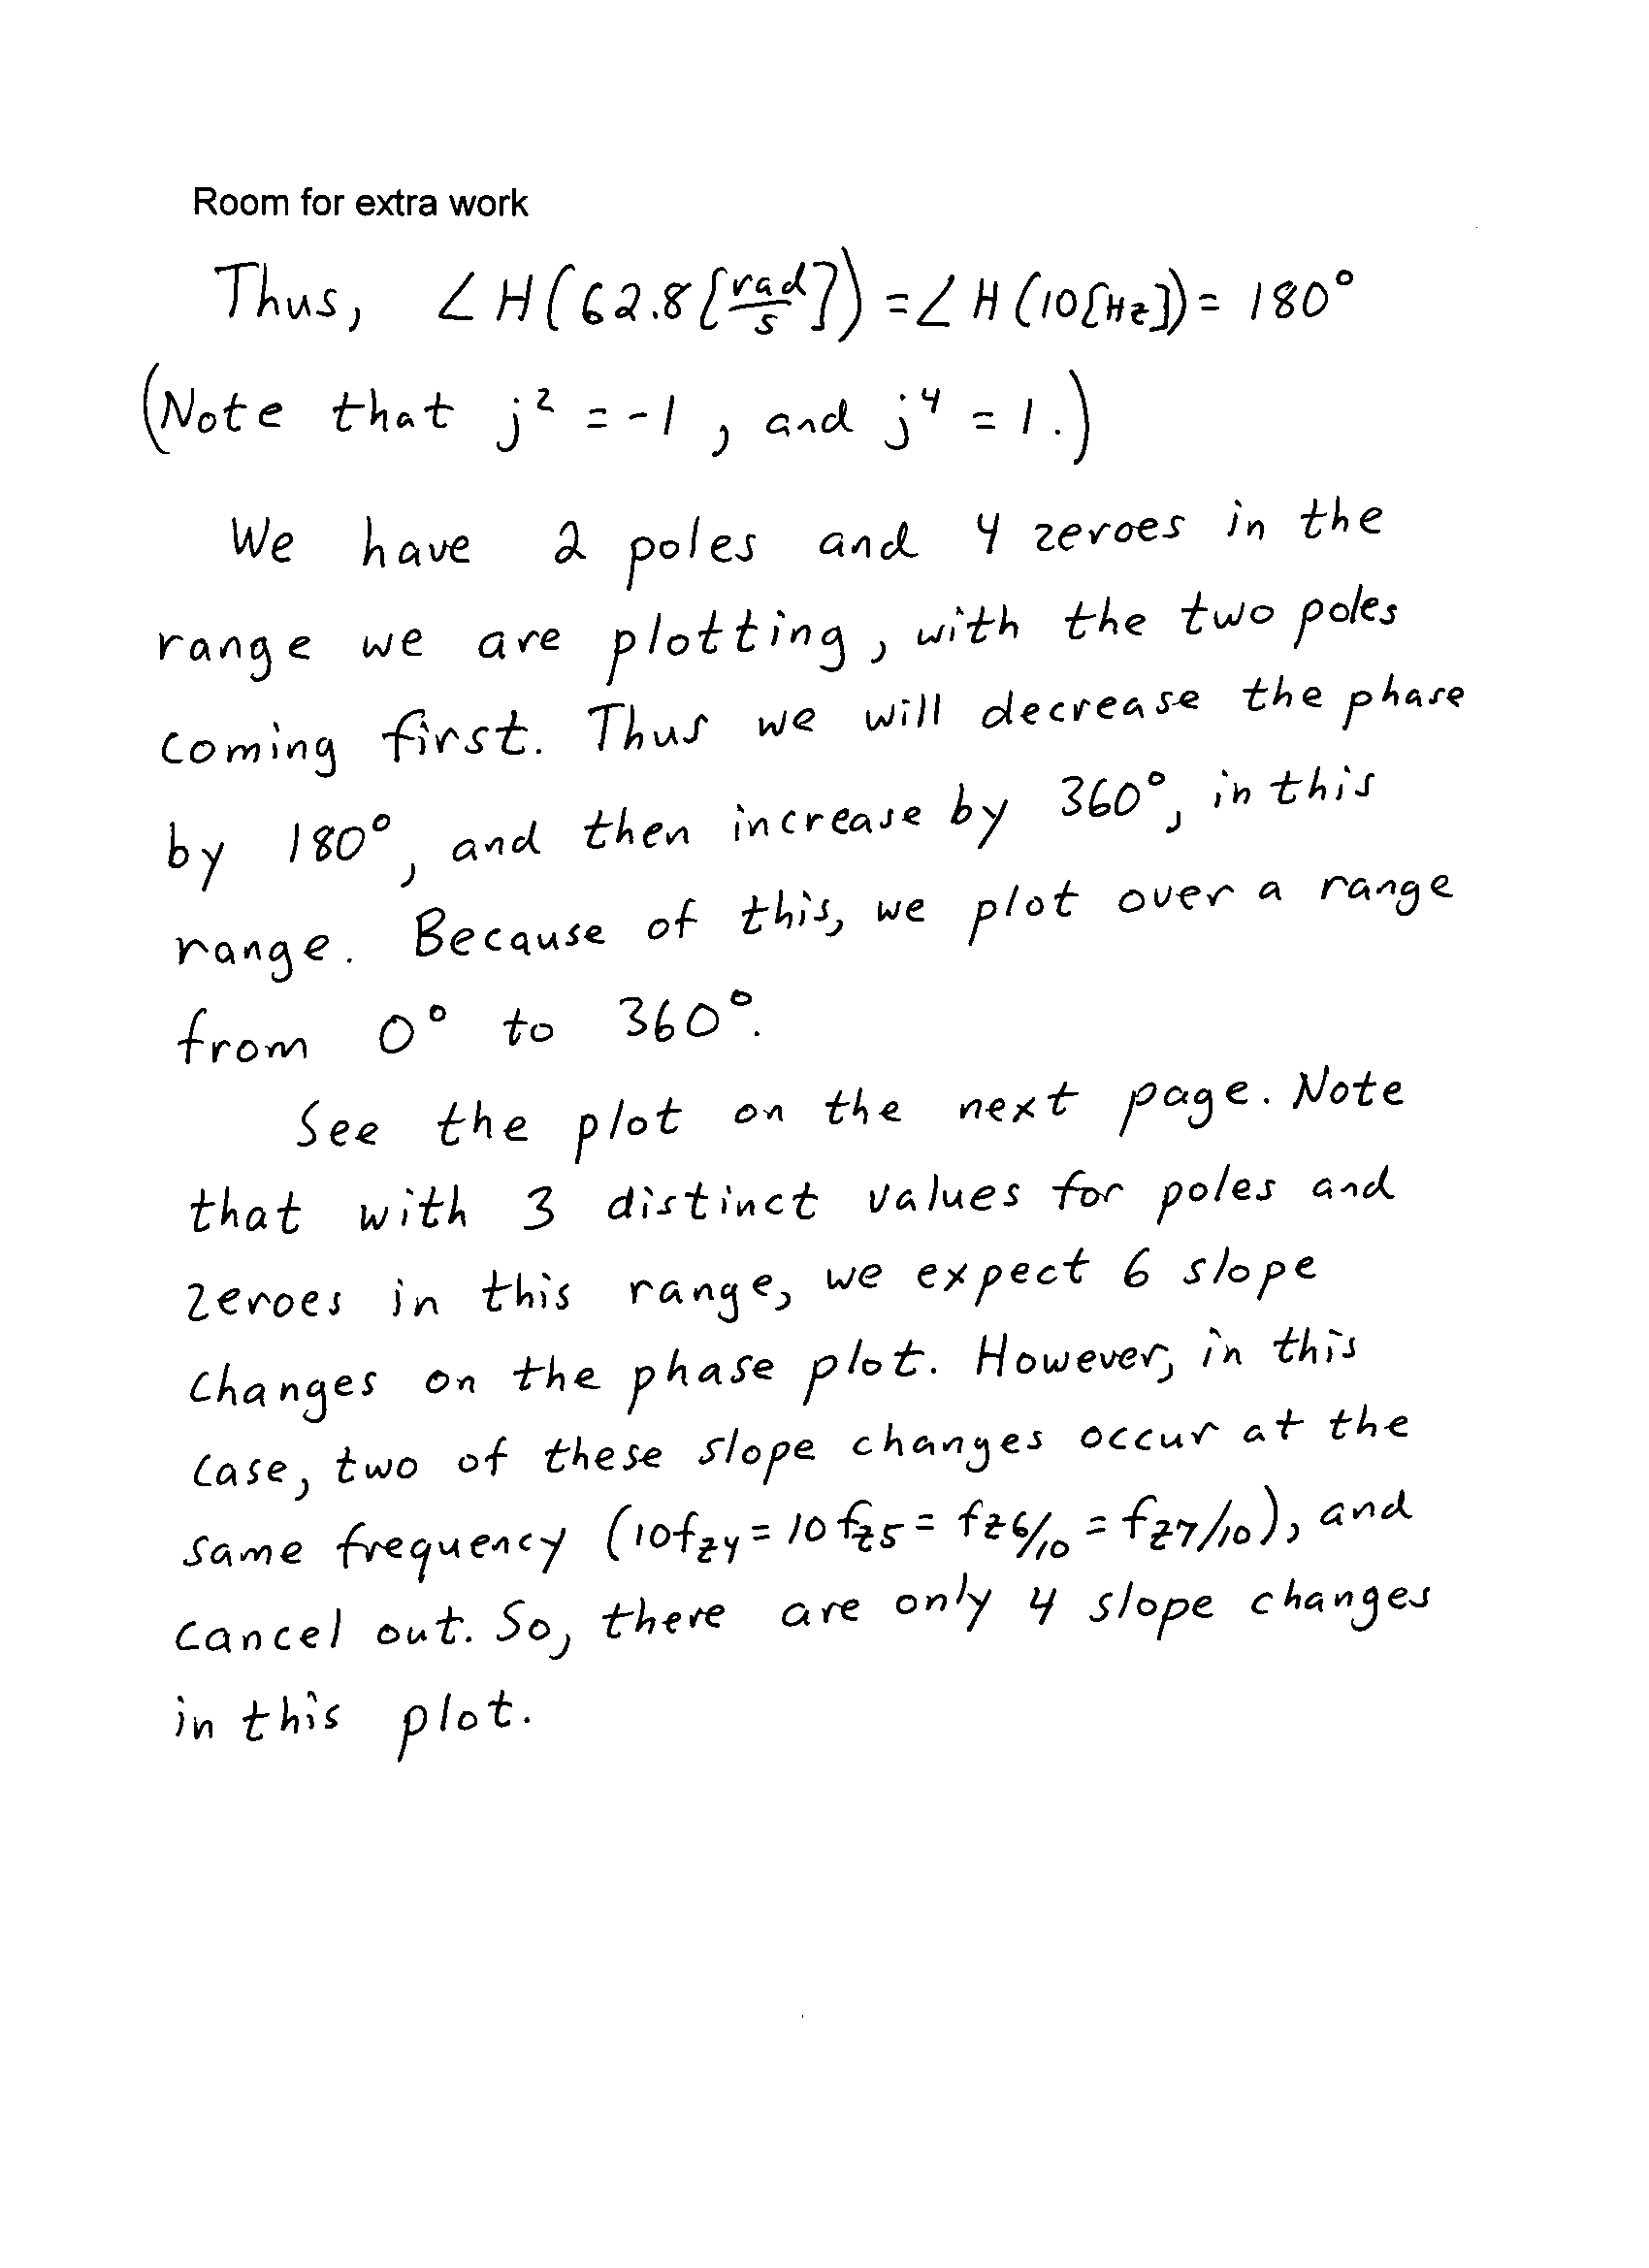 Room for extra work
Thus, ∠H(62.8[rad/s]) = ∠H(10[Hz]) = 180°
(Note that j² = -1, and j⁴ = 1.)
We have 2 poles and 4 zeroes in the
range we are plotting, with the two poles
coming first. Thus we will decrease the phase
by 180°, and then increase by 360°, in this
range. Because of this, we plot over a range
from 0° to 360°.
See the plot on the next page. Note
that with 3 distinct values for poles and
zeroes in this range, we expect 6 slope
changes on the phase plot. However, in this
case, two of these slope changes occur at the
same frequency (10fz4 = 10fz5 = fz6/10 = fz7/10), and
cancel out. So, there are only 4 slope changes
in this plot.